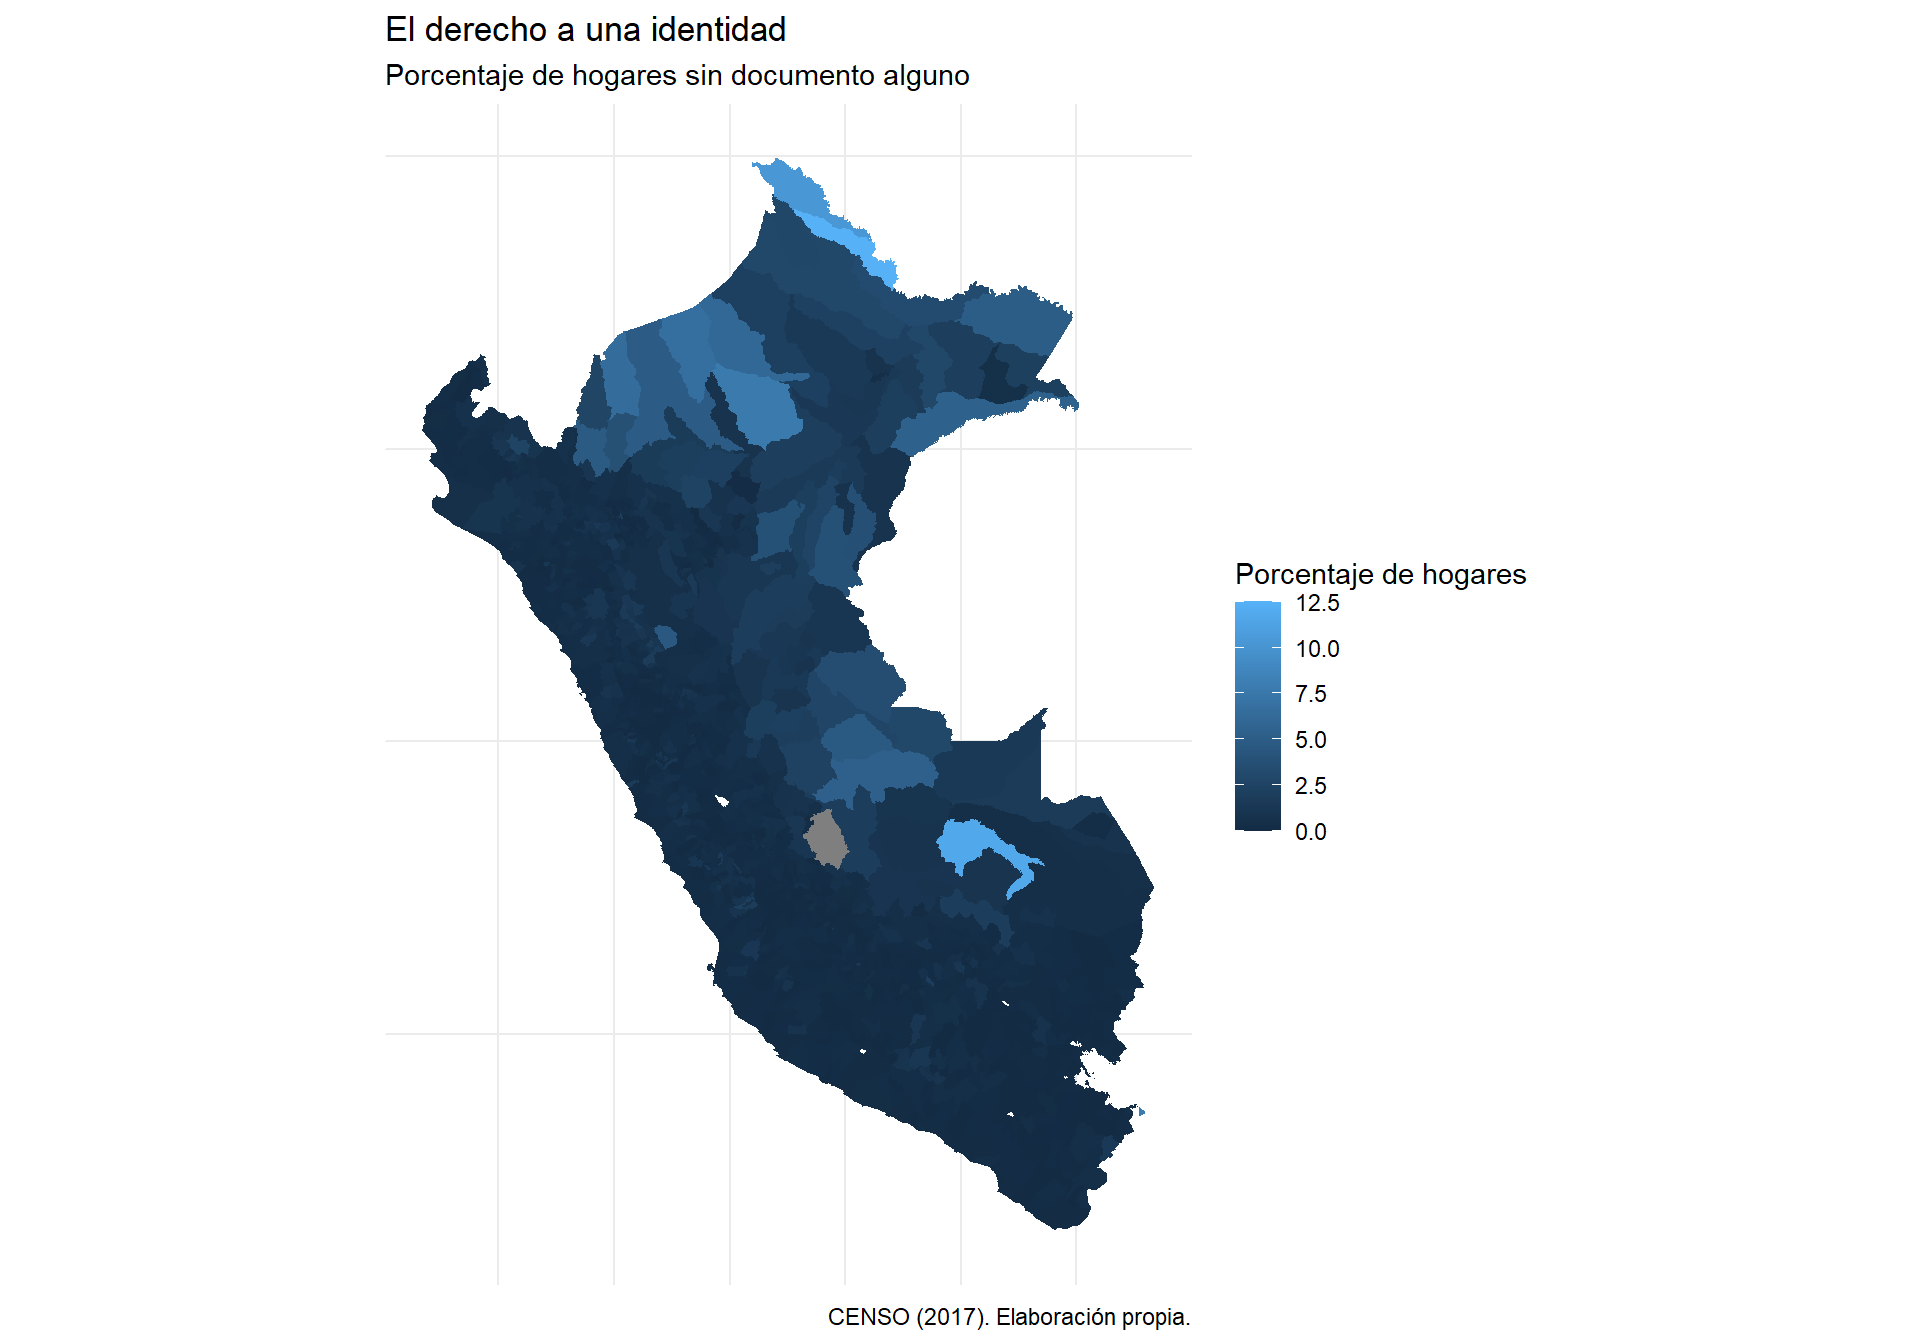 El derecho a una identidad
Porcentaje de hogares sin documento alguno
Porcentaje de hogares
12.5
10.0
7.5
5.0
2.5
0.0
CENSO (2017). Elaboración propia.